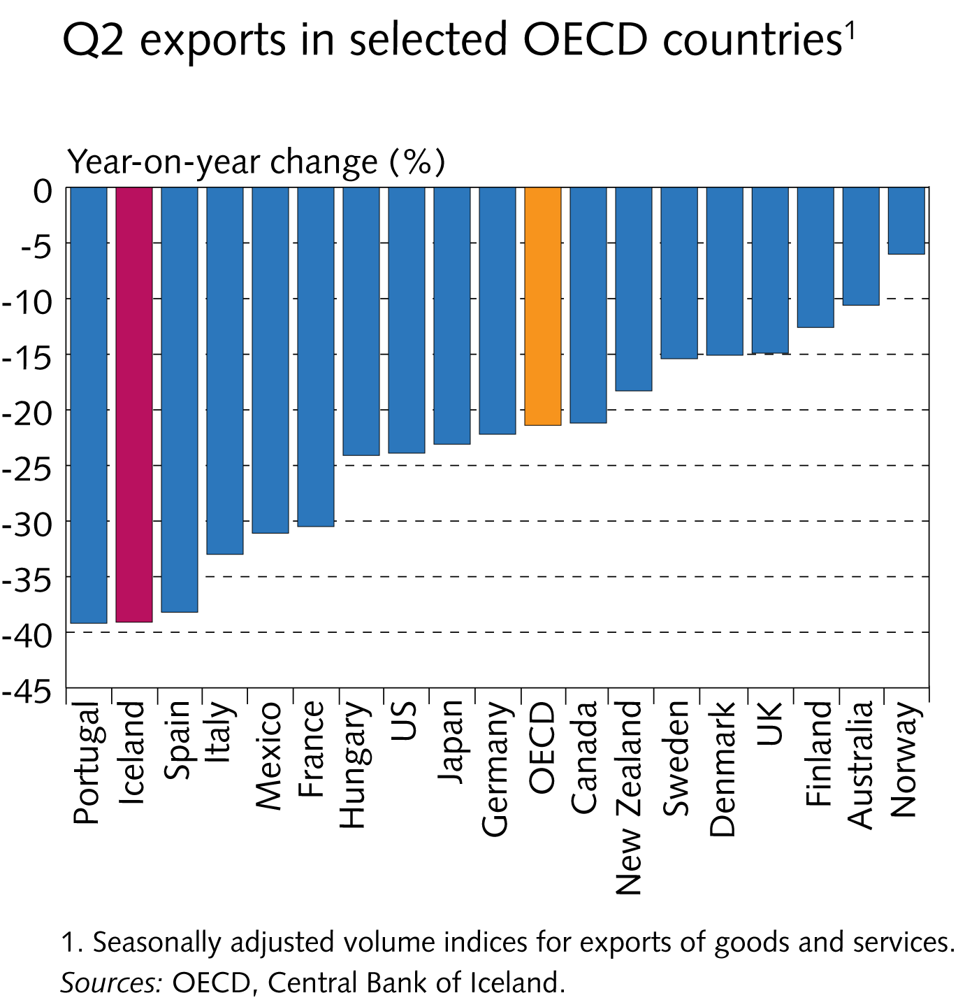 Q2 exports in selected OECD countries1
Year-on-year change (%)
0
-5
-10
-15
-20
-25
-30
-35
-40
-45
Portugal
Iceland
Spain
Italy
Mexico
France
Hungary
US
Japan
Germany
OECD
Canada
New Zealand
Sweden
Denmark
UK
Finland
Australia
Norway
1. Seasonally adjusted volume indices for exports of goods and services.
Sources: OECD, Central Bank of Iceland.